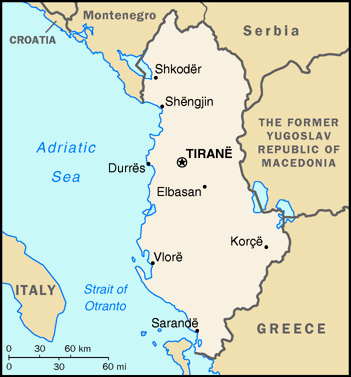 Montenegro
CROATIA
Serbia
Shkodër
Shëngjin
THE FORMER
YUGOSLAV
REPUBLIC OF
MACEDONIA
Adriatic
Sea
TIRANË
Durrës
Elbasan
Korçë
Vlorë
ITALY
Strait of
Otranto
Sarandë
GREECE
0 30 60 km
0 30 60 mi